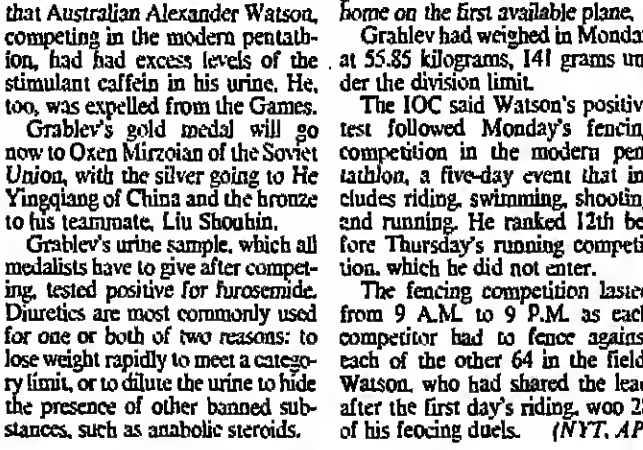 that Australian Alexander Watson,
competing in the modern pentath-
ion, had had excess levels of the
stimulant caffein in his urine. He,
too, was expelled from the Games.
Grablev's gold medal will go
now to Oxen Mirzoian of the Soviet
Union, with the silver going to He
Yingqiang of China and the bronze
to his teammate, Liu Shouhin.
Grablev's urine sample, which all
medalists have to give after compet-
ing, tested positive for furosemide.
Diuretics are most commonly used
for one or both of two reasons: to
lose weight rapidly to meet a catego-
ry limit, or to dilute the urine to hide
the presence of other banned sub-
stances, such as anabolic steroids.
home on the first available plane.
Grablev had weighed in Monda
at 55.85 kilograms, 141 grams un
der the division limit.
The IOC said Watson's positiv
test followed Monday's fencin
competition in the modern pen
tathlon, a five-day event that in
cludes riding, swimming, shootin
and running. He ranked 12th be
fore Thursday's running competi
tion, which he did not enter.
The fencing competition laste
from 9 A.M. to 9 P.M. as each
competitor had to fence agains
each of the other 64 in the field
Watson, who had shared the lea
after the first day's riding, won 2
of his fencing duels. (NYT, AP